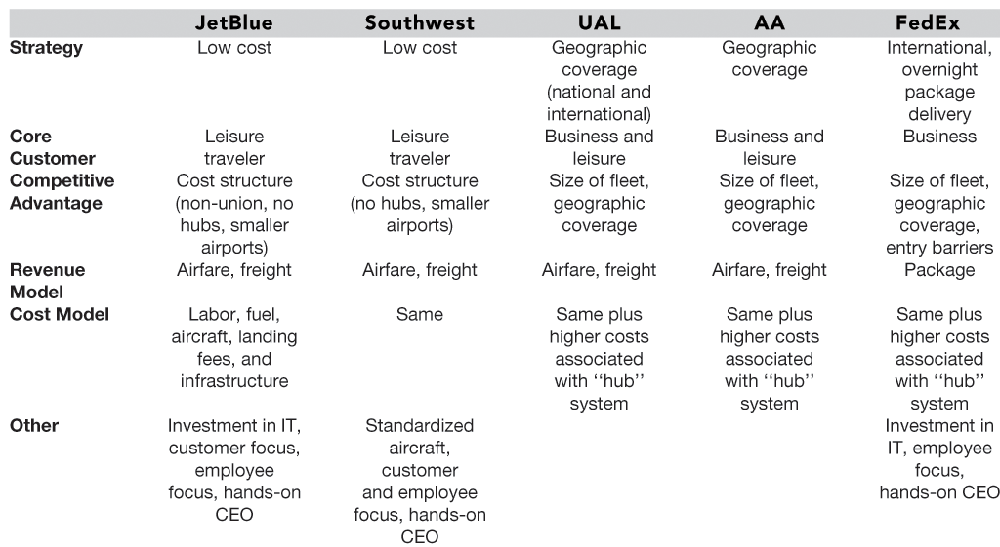 JetBlue Southwest UAL AA FedEx
Strategy Low cost Low cost Geographic Geographic International,
coverage coverage overnight
(national and package
international) delivery
Core Leisure Leisure Business and Business and Business
Customer traveler traveler leisure leisure
Competitive Cost structure Cost structure Size of fleet, Size of fleet, Size of fleet,
Advantage (non-union, no (no hubs, smaller geographic geographic geographic
hubs, smaller airports) coverage coverage coverage,
airports) entry barriers
Revenue Airfare, freight Airfare, freight Airfare, freight Airfare, freight Package
Model
Cost Model Labor, fuel, Same Same plus Same plus Same plus
aircraft, landing higher costs higher costs higher costs
fees, and associated associated associated
infrastructure with ‘‘hub’’ with ‘‘hub’’ with ‘‘hub’’
system system system
Other Investment in IT, Standardized Investment in
customer focus, aircraft, IT, employee
employee customer focus,
focus, hands-on and employee hands-on CEO
CEO focus, hands-on
CEO